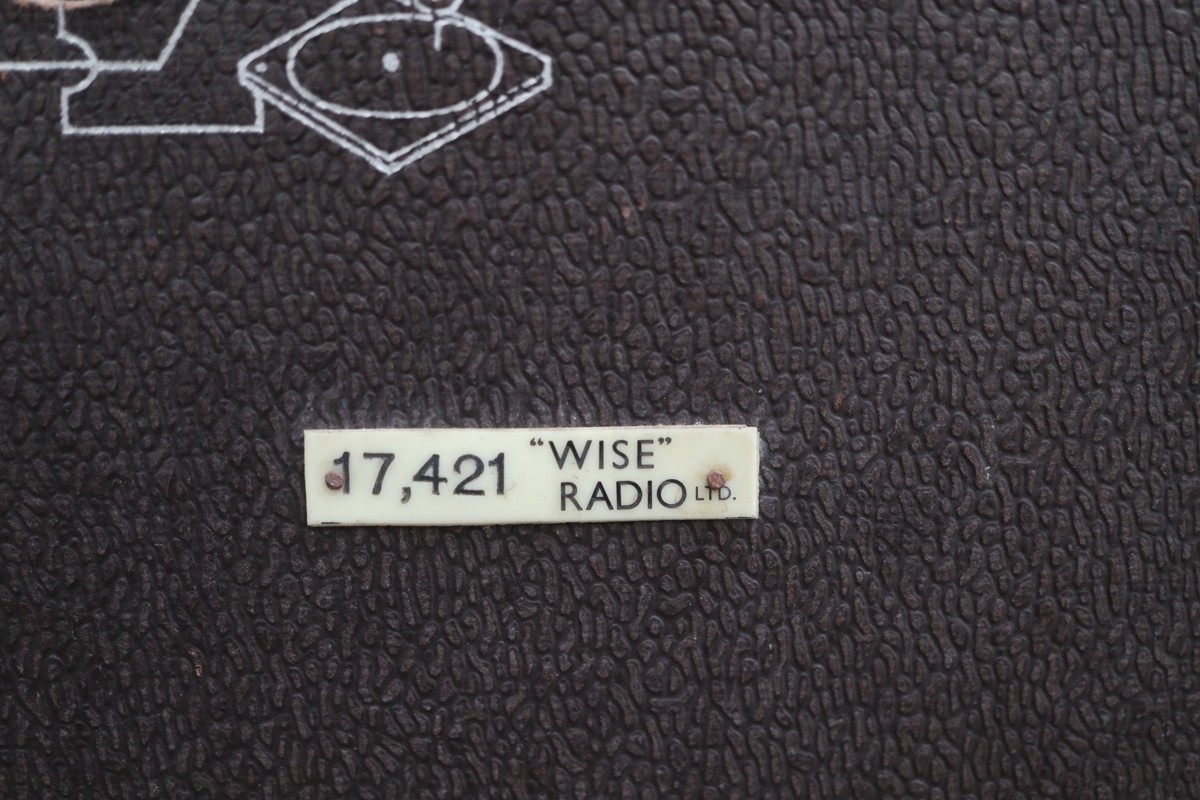 17,421 "WISE"
RADIO LTD.